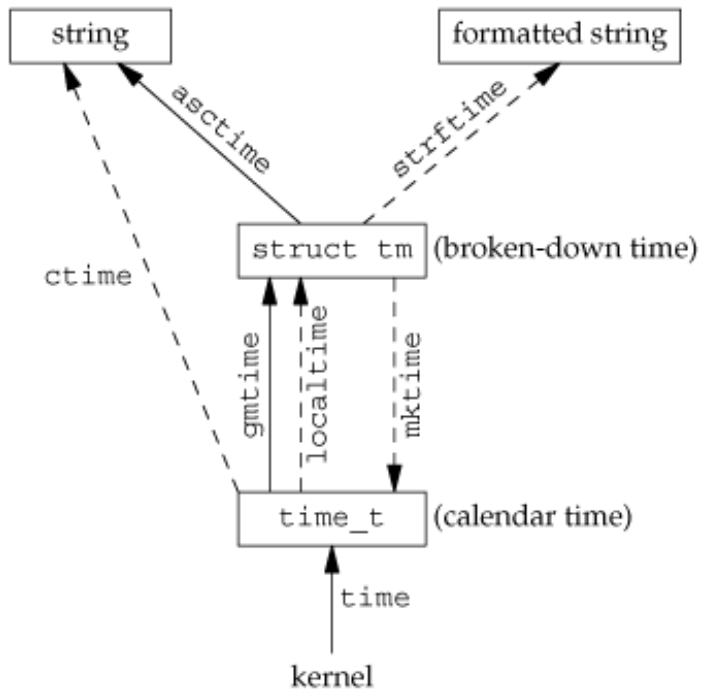 string
formatted string
asctime
strftime
struct tm (broken-down time)
ctime
gmtime
localtime
mktime
time_t (calendar time)
time
kernel